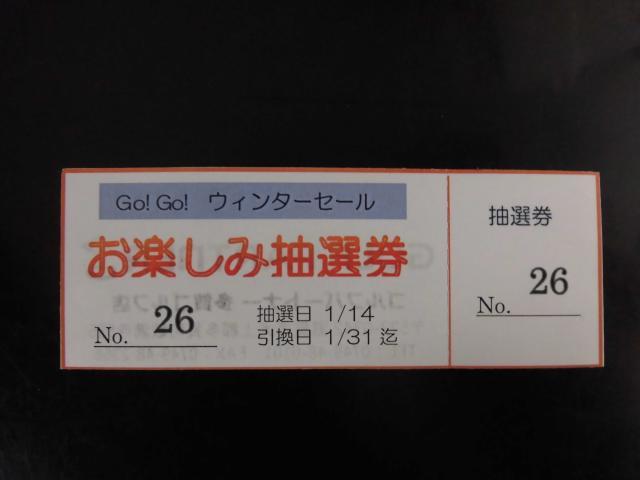 Go! Go! ウィンターセール
お楽しみ抽選券
No. 26
抽選日 1/14
引換日 1/31 迄
抽選券
No. 26